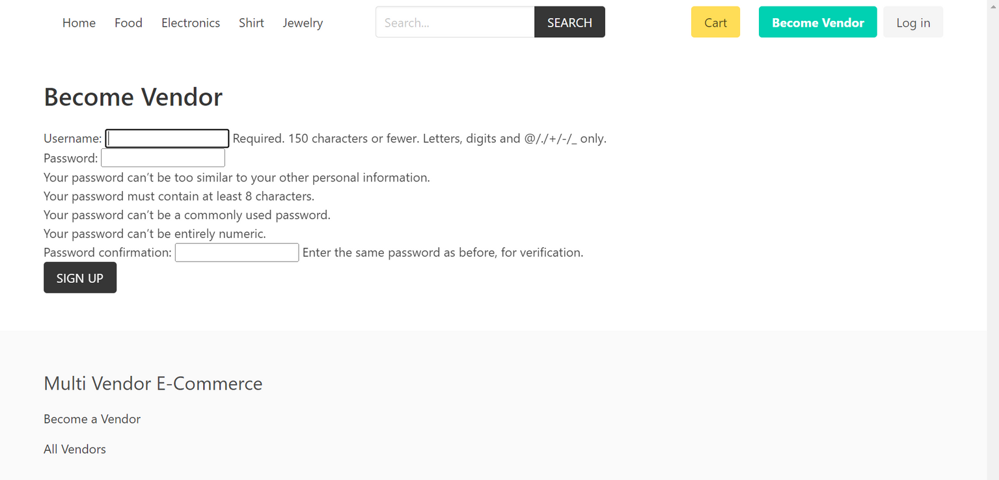 Home Food Electronics Shirt Jewelry Search... SEARCH Cart Become Vendor Log in
Become Vendor
Username: Required. 150 characters or fewer. Letters, digits and @/./+/-/_ only.
Password:
Your password can’t be too similar to your other personal information.
Your password must contain at least 8 characters.
Your password can’t be a commonly used password.
Your password can’t be entirely numeric.
Password confirmation: Enter the same password as before, for verification.
SIGN UP
Multi Vendor E-Commerce
Become a Vendor
All Vendors